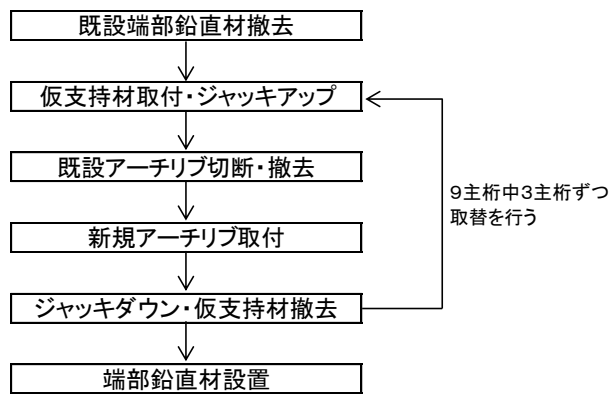 既設端部鉛直材撤去
仮支持材取付・ジャッキアップ
既設アーチリブ切断・撤去
新規アーチリブ取付
ジャッキダウン・仮支持材撤去
端部鉛直材設置
9主桁中3主桁ずつ
取替を行う